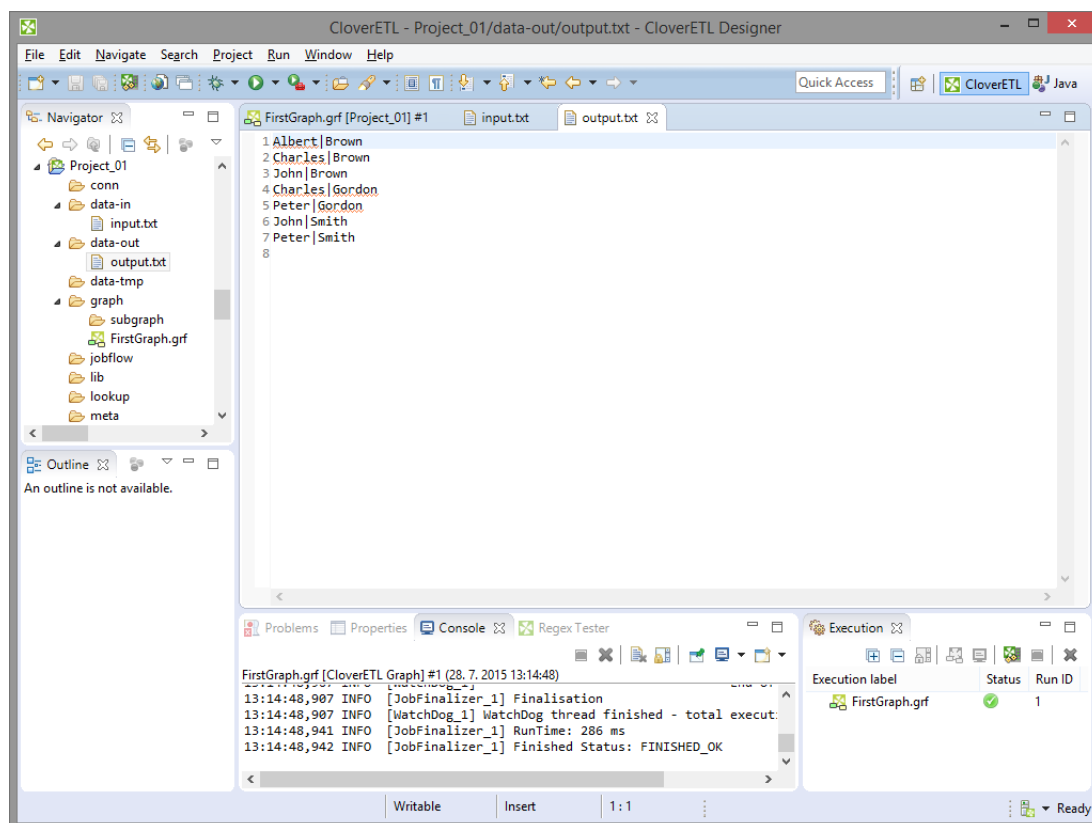 CloverETL - Project_01/data-out/output.txt - CloverETL Designer
File Edit Navigate Search Project Run Window Help
Quick Access
CloverETL
Java
Navigator
Project_01
conn
data-in
input.txt
data-out
output.txt
data-tmp
graph
subgraph
FirstGraph.grf
jobflow
lib
lookup
meta
Outline
An outline is not available.
FirstGraph.grf [Project_01] #1 input.txt output.txt
1 Albert|Brown
2 Charles|Brown
3 John|Brown
4 Charles|Gordon
5 Peter|Gordon
6 John|Smith
7 Peter|Smith
8
Problems Properties Console Regex Tester
FirstGraph.grf [CloverETL Graph] #1 (28. 7. 2015 13:14:48)
13:14:48,907 INFO [JobFinalizer_1] Finalisation
13:14:48,907 INFO [WatchDog_1] WatchDog thread finished - total execut
13:14:48,941 INFO [JobFinalizer_1] RunTime: 286 ms
13:14:48,942 INFO [JobFinalizer_1] Finished Status: FINISHED_OK
Execution
Execution label Status Run ID
FirstGraph.grf 1
Writable Insert 1 : 1 Ready